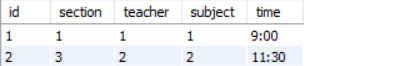 id section teacher subject time
1 1 1 1 9:00
2 3 2 2 11:30